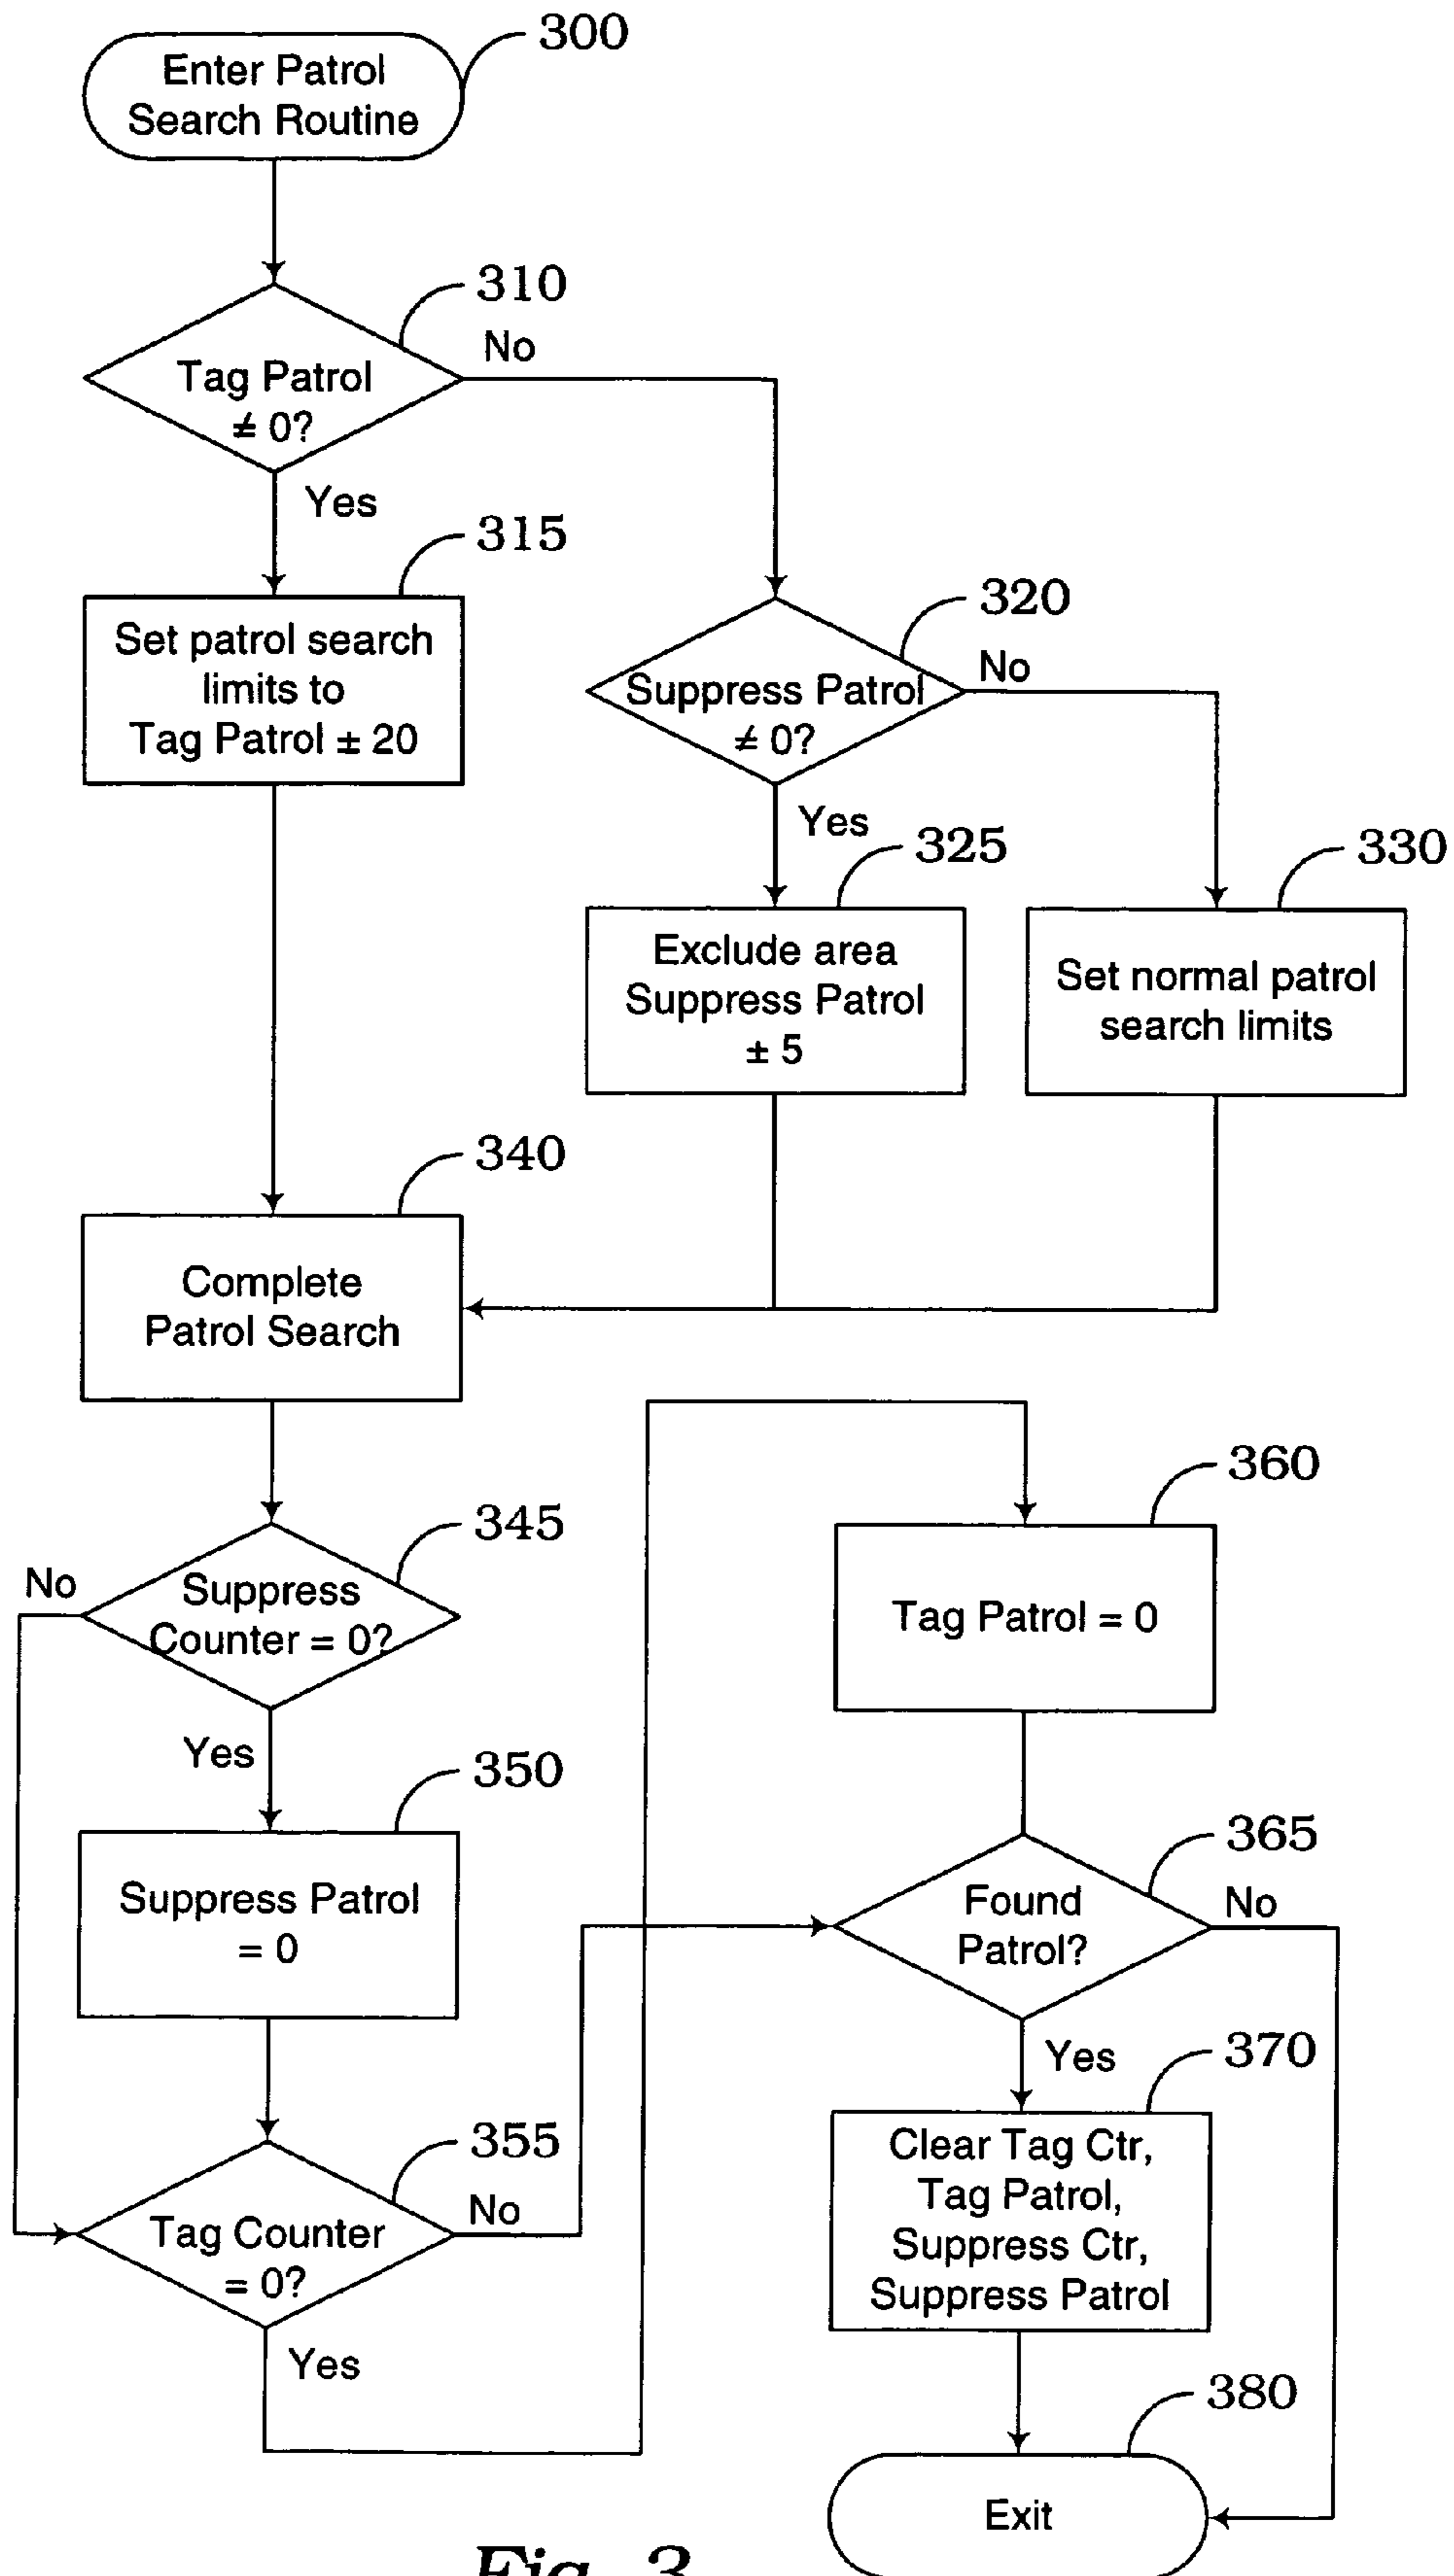 300
Enter Patrol
Search Routine
310
Tag Patrol
≠ 0?
No
Yes
315
Set patrol search
limits to
Tag Patrol ± 20
320
Suppress Patrol
≠ 0?
No
Yes
325
Exclude area
Suppress Patrol
± 5
330
Set normal patrol
search limits
340
Complete
Patrol Search
345
Suppress
Counter = 0?
No
Yes
350
Suppress Patrol
= 0
355
Tag Counter
= 0?
No
Yes
360
Tag Patrol = 0
365
Found
Patrol?
No
Yes
370
Clear Tag Ctr,
Tag Patrol,
Suppress Ctr,
Suppress Patrol
380
Exit
Fig. 3